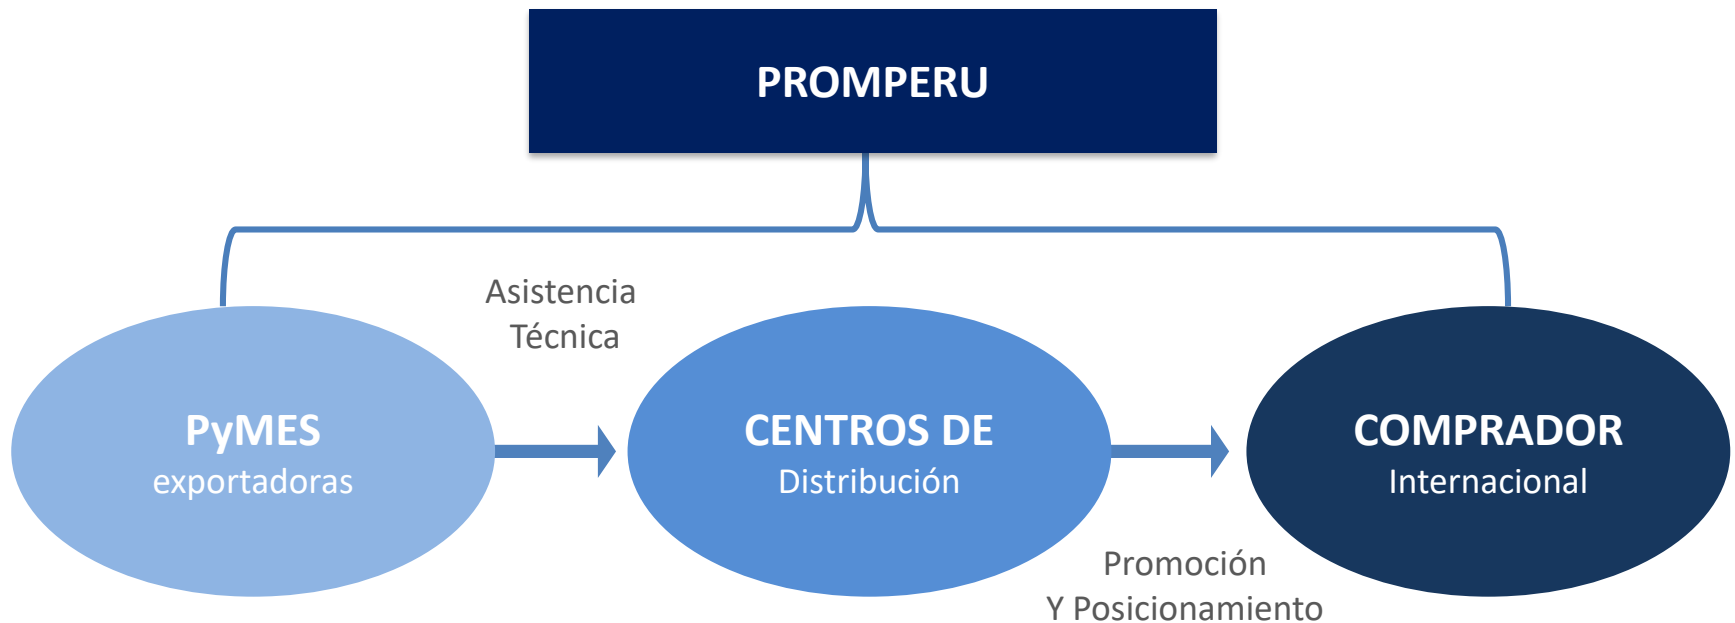 PROMPERU
Asistencia
Técnica
PyMES
exportadoras
CENTROS DE
Distribución
COMPRADOR
Internacional
Promoción
Y Posicionamiento